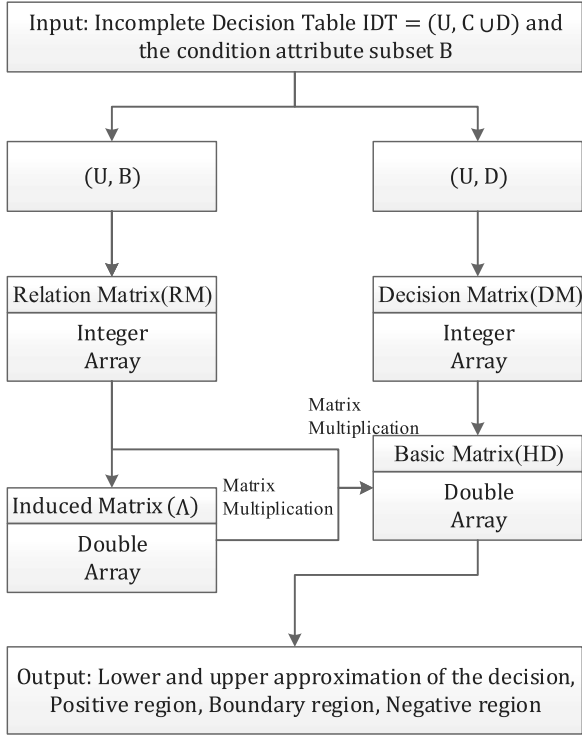 Input: Incomplete Decision Table IDT = (U, C ∪ D) and
the condition attribute subset B
(U, B)
(U, D)
Relation Matrix(RM)
Integer
Array
Decision Matrix(DM)
Integer
Array
Matrix
Multiplication
Basic Matrix(HD)
Double
Array
Matrix
Multiplication
Induced Matrix (Λ)
Double
Array
Output: Lower and upper approximation of the decision,
Positive region, Boundary region, Negative region